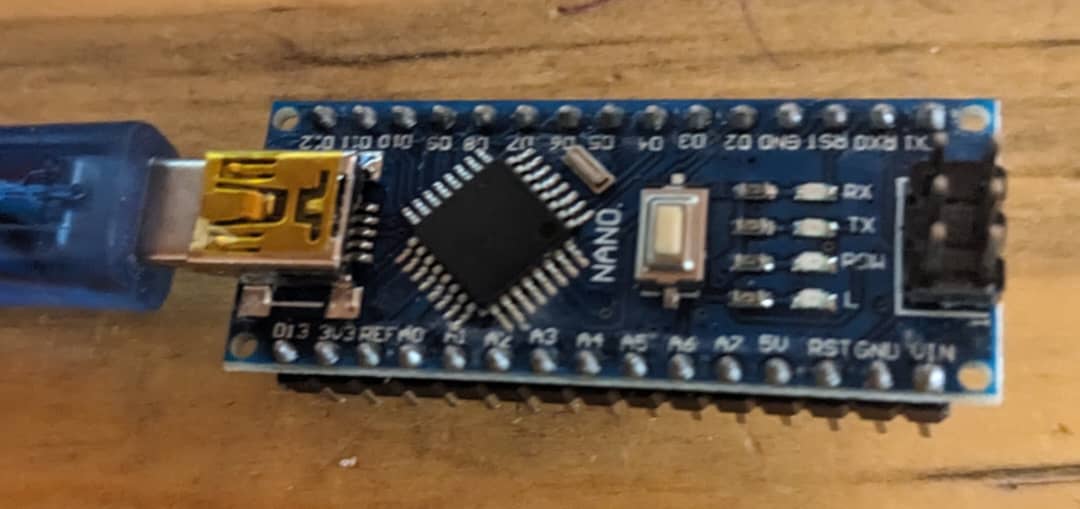 D12 D11 D10 D9 D8 D7 D6 D5 D4 D3 D2 GND RST RX0 TX1
RX
TX
POW
L
NANO.
D13 3V3 REF A0 A1 A2 A3 A4 A5 A6 A7 5V RST GND VIN